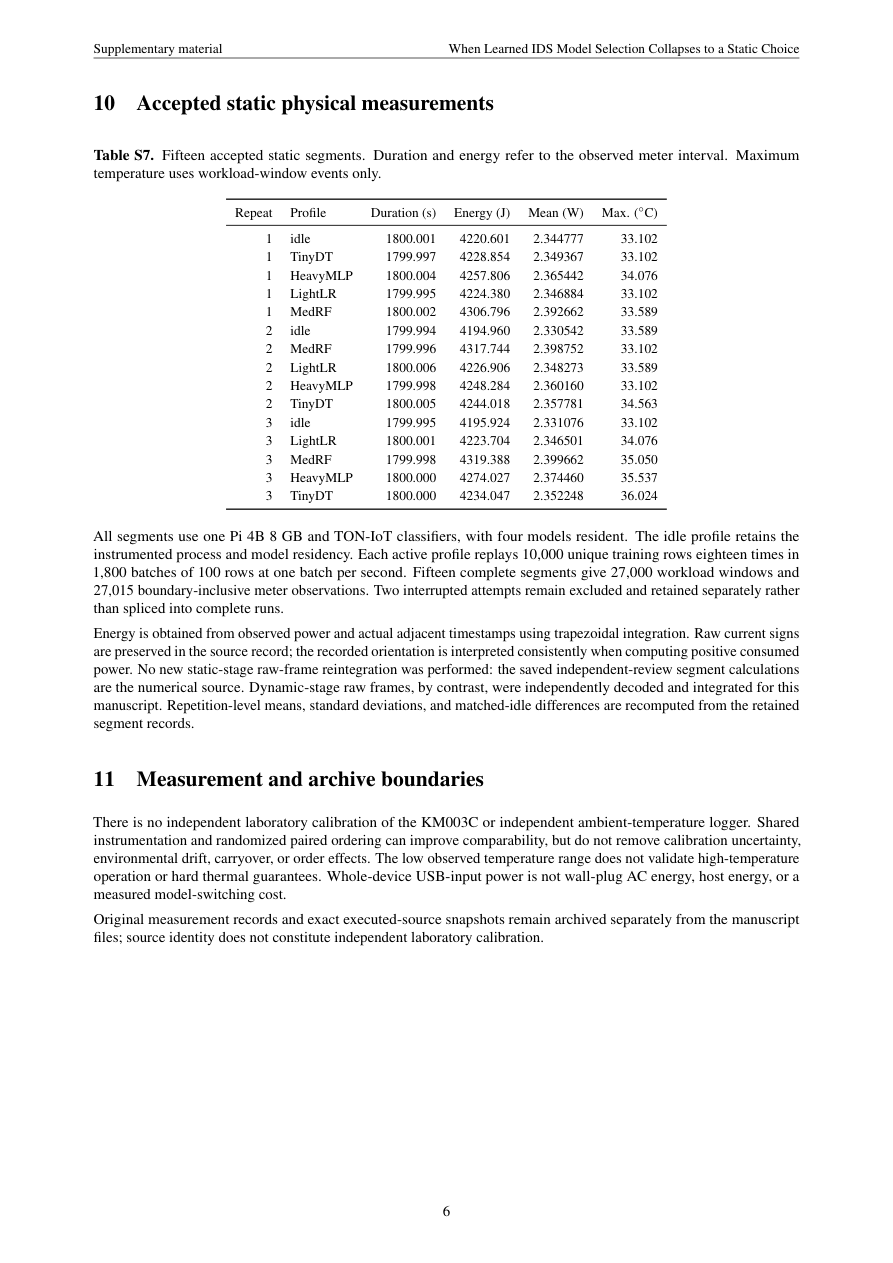 Supplementary material When Learned IDS Model Selection Collapses to a Static Choice
10 Accepted static physical measurements
Table S7. Fifteen accepted static segments. Duration and energy refer to the observed meter interval. Maximum
temperature uses workload-window events only.
Repeat Profile Duration (s) Energy (J) Mean (W) Max. (°C)
1 idle 1800.001 4220.601 2.344777 33.102
1 TinyDT 1799.997 4228.854 2.349367 33.102
1 HeavyMLP 1800.004 4257.806 2.365442 34.076
1 LightLR 1799.995 4224.380 2.346884 33.102
1 MedRF 1800.002 4306.796 2.392662 33.589
2 idle 1799.994 4194.960 2.330542 33.589
2 MedRF 1799.996 4317.744 2.398752 33.102
2 LightLR 1800.006 4226.906 2.348273 33.589
2 HeavyMLP 1799.998 4248.284 2.360160 33.102
2 TinyDT 1800.005 4244.018 2.357781 34.563
3 idle 1799.995 4195.924 2.331076 33.102
3 LightLR 1800.001 4223.704 2.346501 34.076
3 MedRF 1799.998 4319.388 2.399662 35.050
3 HeavyMLP 1800.000 4274.027 2.374460 35.537
3 TinyDT 1800.000 4234.047 2.352248 36.024
All segments use one Pi 4B 8 GB and TON-IoT classifiers, with four models resident. The idle profile retains the
instrumented process and model residency. Each active profile replays 10,000 unique training rows eighteen times in
1,800 batches of 100 rows at one batch per second. Fifteen complete segments give 27,000 workload windows and
27,015 boundary-inclusive meter observations. Two interrupted attempts remain excluded and retained separately rather
than spliced into complete runs.
Energy is obtained from observed power and actual adjacent timestamps using trapezoidal integration. Raw current signs
are preserved in the source record; the recorded orientation is interpreted consistently when computing positive consumed
power. No new static-stage raw-frame reintegration was performed: the saved independent-review segment calculations
are the numerical source. Dynamic-stage raw frames, by contrast, were independently decoded and integrated for this
manuscript. Repetition-level means, standard deviations, and matched-idle differences are recomputed from the retained
segment records.
11 Measurement and archive boundaries
There is no independent laboratory calibration of the KM003C or independent ambient-temperature logger. Shared
instrumentation and randomized paired ordering can improve comparability, but do not remove calibration uncertainty,
environmental drift, carryover, or order effects. The low observed temperature range does not validate high-temperature
operation or hard thermal guarantees. Whole-device USB-input power is not wall-plug AC energy, host energy, or a
measured model-switching cost.
Original measurement records and exact executed-source snapshots remain archived separately from the manuscript
files; source identity does not constitute independent laboratory calibration.
6